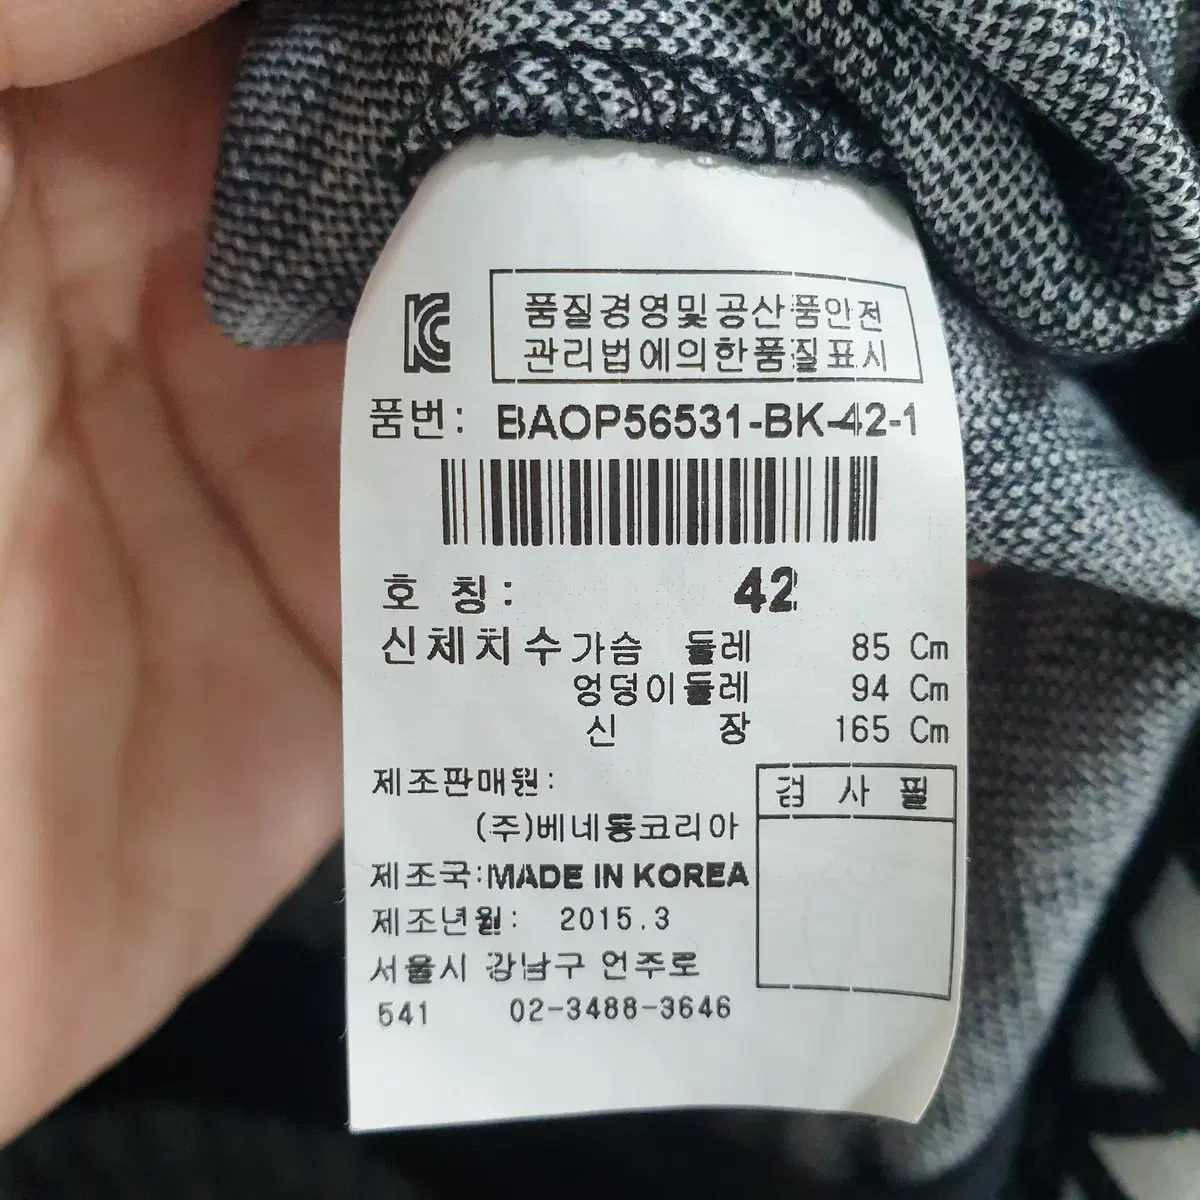 KC
품질경영및공산품안전
관리법에의한품질표시
품번: BAOP56531-BK-42-1
호 칭: 42
신체치수 가슴 둘레 85 Cm
엉덩이둘레 94 Cm
신 장 165 Cm
제조판매원:
검 사 필
(주)베네통코리아
제조국:MADE IN KOREA
제조년월: 2015.3
서울시 강남구 언주로
541 02-3488-3646